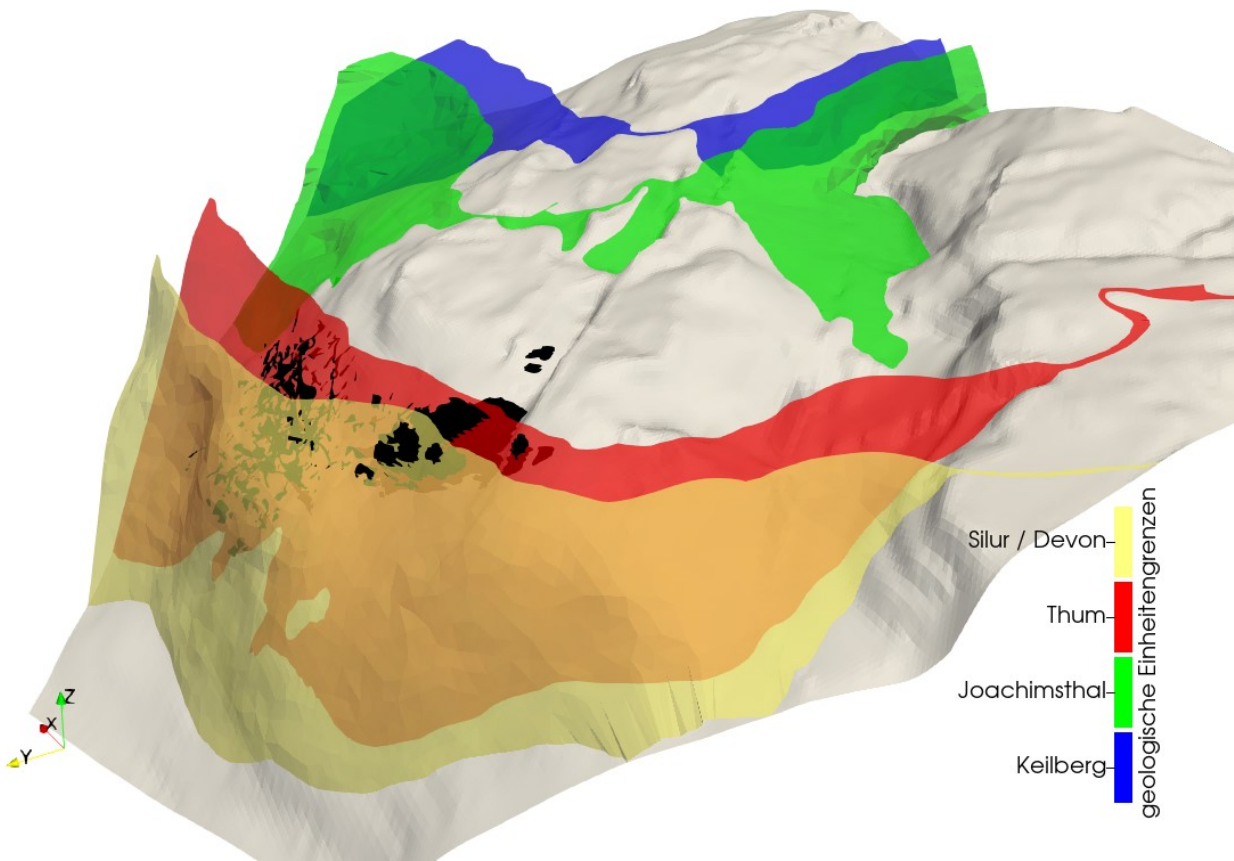 Silur / Devon
Thum
Joachimsthal
Keilberg
geologische Einheitengrenzen
Z
X
Y